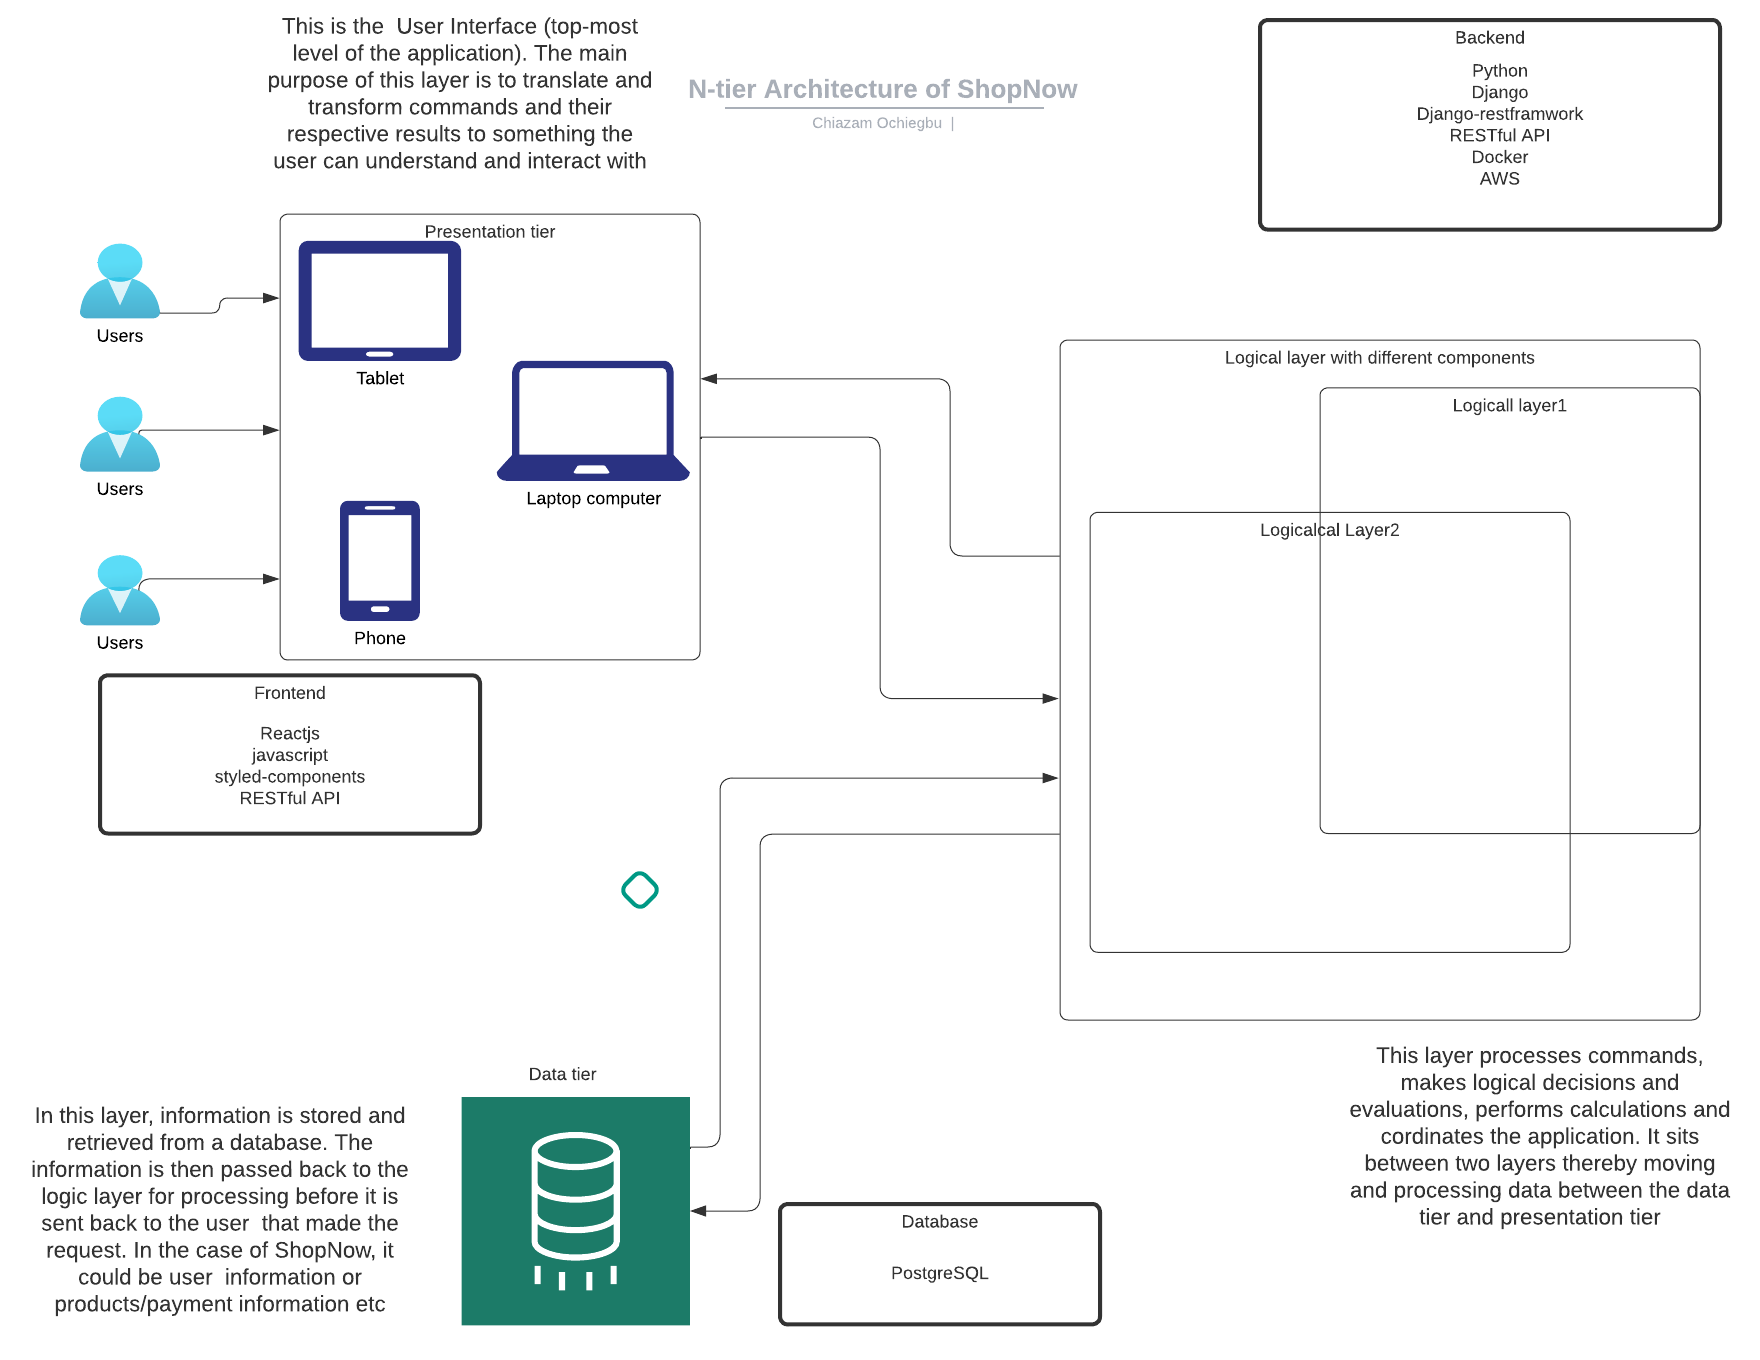 This is the  User Interface (top-most
level of the application). The main
purpose of this layer is to translate and
transform commands and their
respective results to something the
user can understand and interact with
N-tier Architecture of ShopNow
Chiazam Ochiegbu  |
Backend
Python
Django
Django-restframwork
RESTful API
Docker
AWS
Presentation tier
Users
Tablet
Users
Laptop computer
Users
Phone
Logical layer with different components
Logicall layer1
Logicalcal Layer2
Frontend
Reactjs
javascript
styled-components
RESTful API
This layer processes commands,
makes logical decisions and
evaluations, performs calculations and
cordinates the application. It sits
between two layers thereby moving
and processing data between the data
tier and presentation tier
Data tier
In this layer, information is stored and
retrieved from a database. The
information is then passed back to the
logic layer for processing before it is
sent back to the user  that made the
request. In the case of ShopNow, it
could be user  information or
products/payment information etc
Database
PostgreSQL